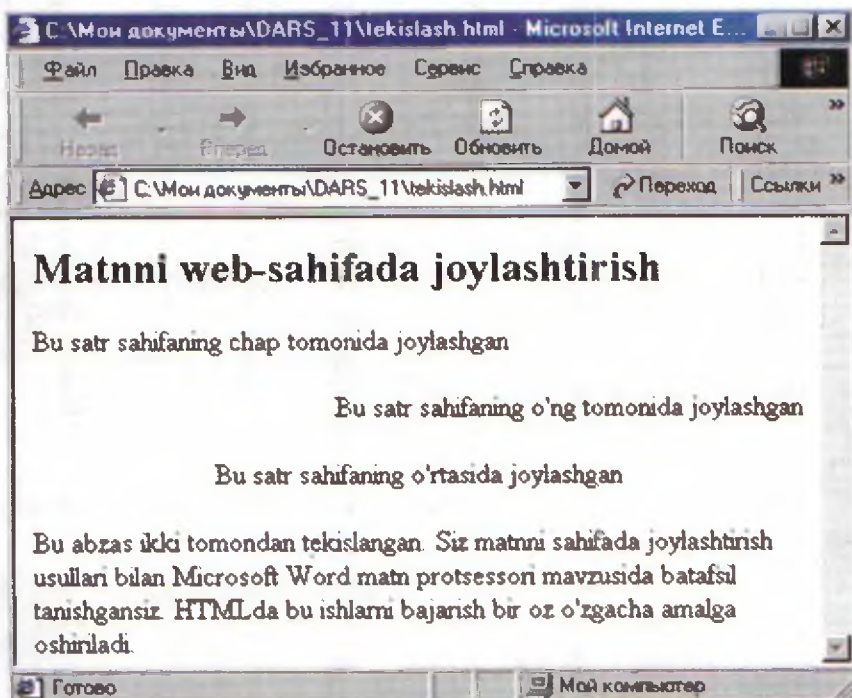 C:\Мои документы\DARS_11\tekislash.html - Microsoft Internet E...
Файл Правка Вид Избранное Сервис Справка
Назад Вперед Остановить Обновить Домой Поиск »
Адрес C:\Мои документы\DARS_11\tekislash.html Переход Ссылки »
Matnni web-sahifada joylashtirish
Bu satr sahifaning chap tomonida joylashgan
Bu satr sahifaning o'ng tomonida joylashgan
Bu satr sahifaning o'rtasida joylashgan
Bu abzas ikki tomondan tekislangan. Siz matnni sahifada joylashtirish
usullari bilan Microsoft Word matn protsessori mavzusida batafsil
tanishgansiz. HTMLda bu ishlarni bajarish bir oz o'zgacha amalga
oshiriladi.
Готово Мой компьютер